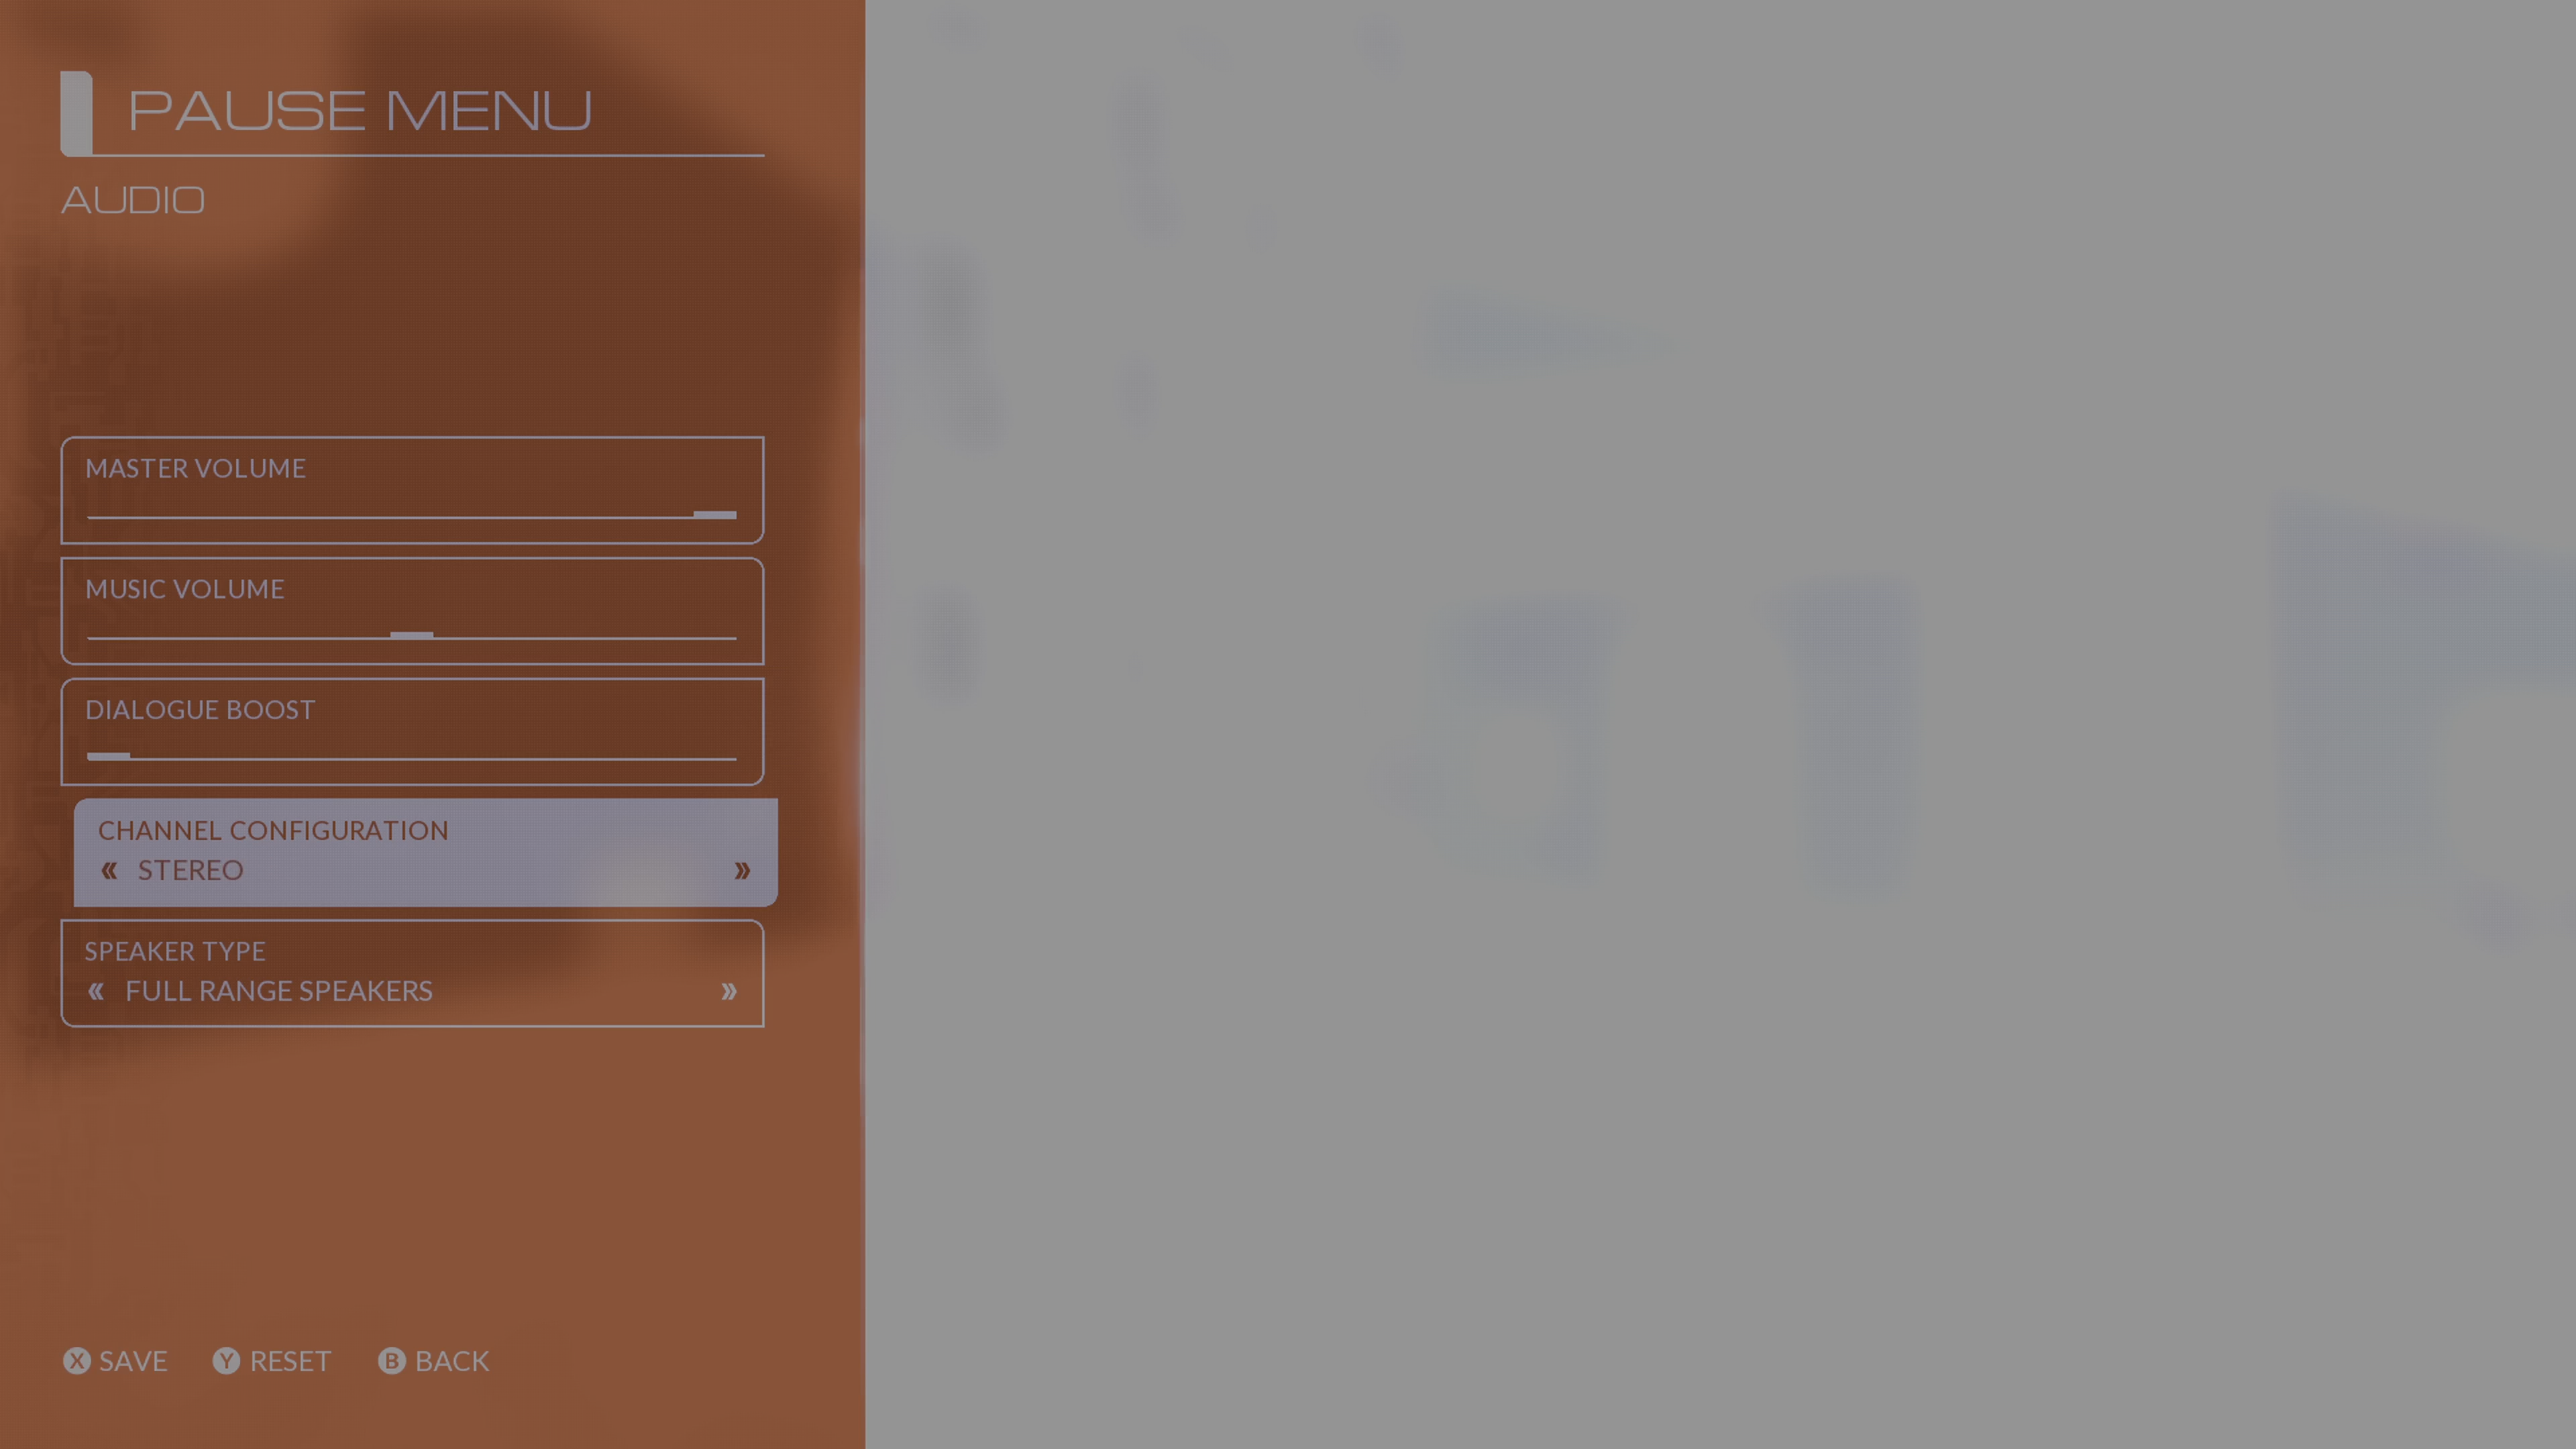 PAUSE MENU
AUDIO
MASTER VOLUME
MUSIC VOLUME
DIALOGUE BOOST
CHANNEL CONFIGURATION
« STEREO »
SPEAKER TYPE
« FULL RANGE SPEAKERS »
X SAVE Y RESET B BACK